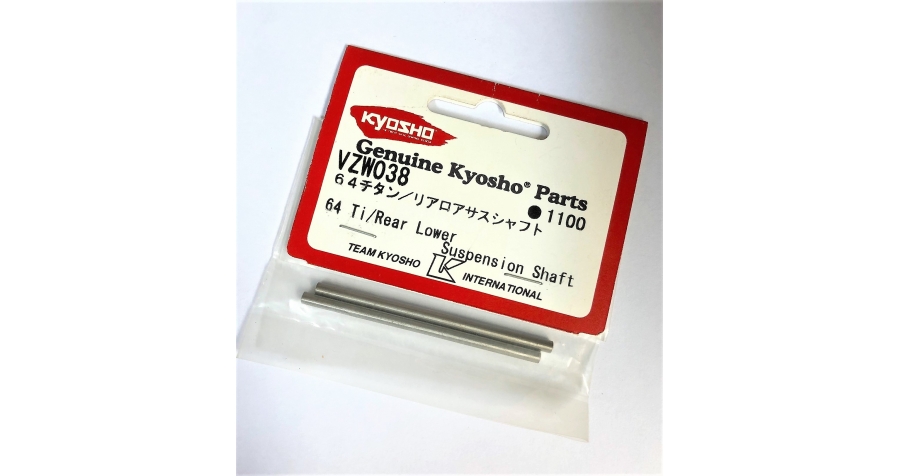 KYOSHO
Genuine Kyosho® Parts
VZW038
●1100
64チタン/リアロアサスシャフト
64 Ti/Rear Lower
Suspension Shaft
TEAM KYOSHO K INTERNATIONAL